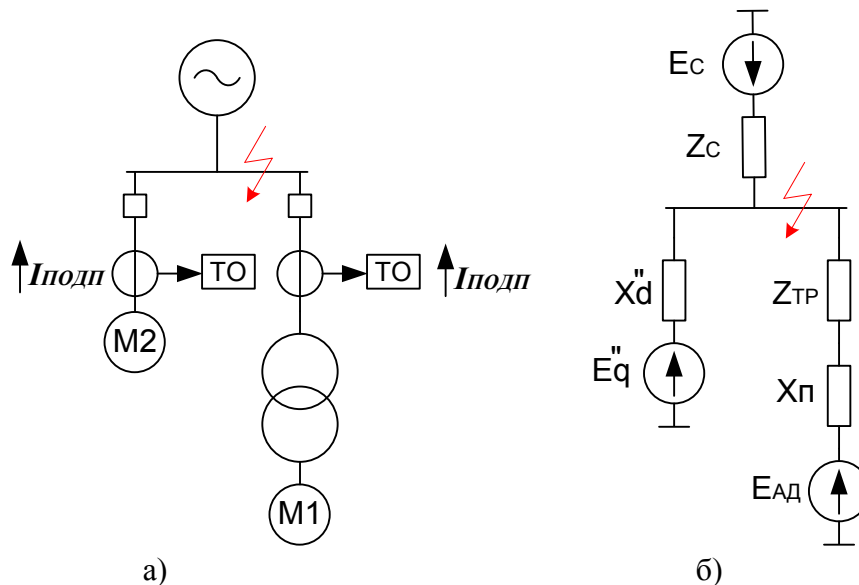 Eс
Zс
Iподп
ТО
ТО
Iподп
X"d
Zтр
М2
E"q
Xп
М1
Eад
а)
б)